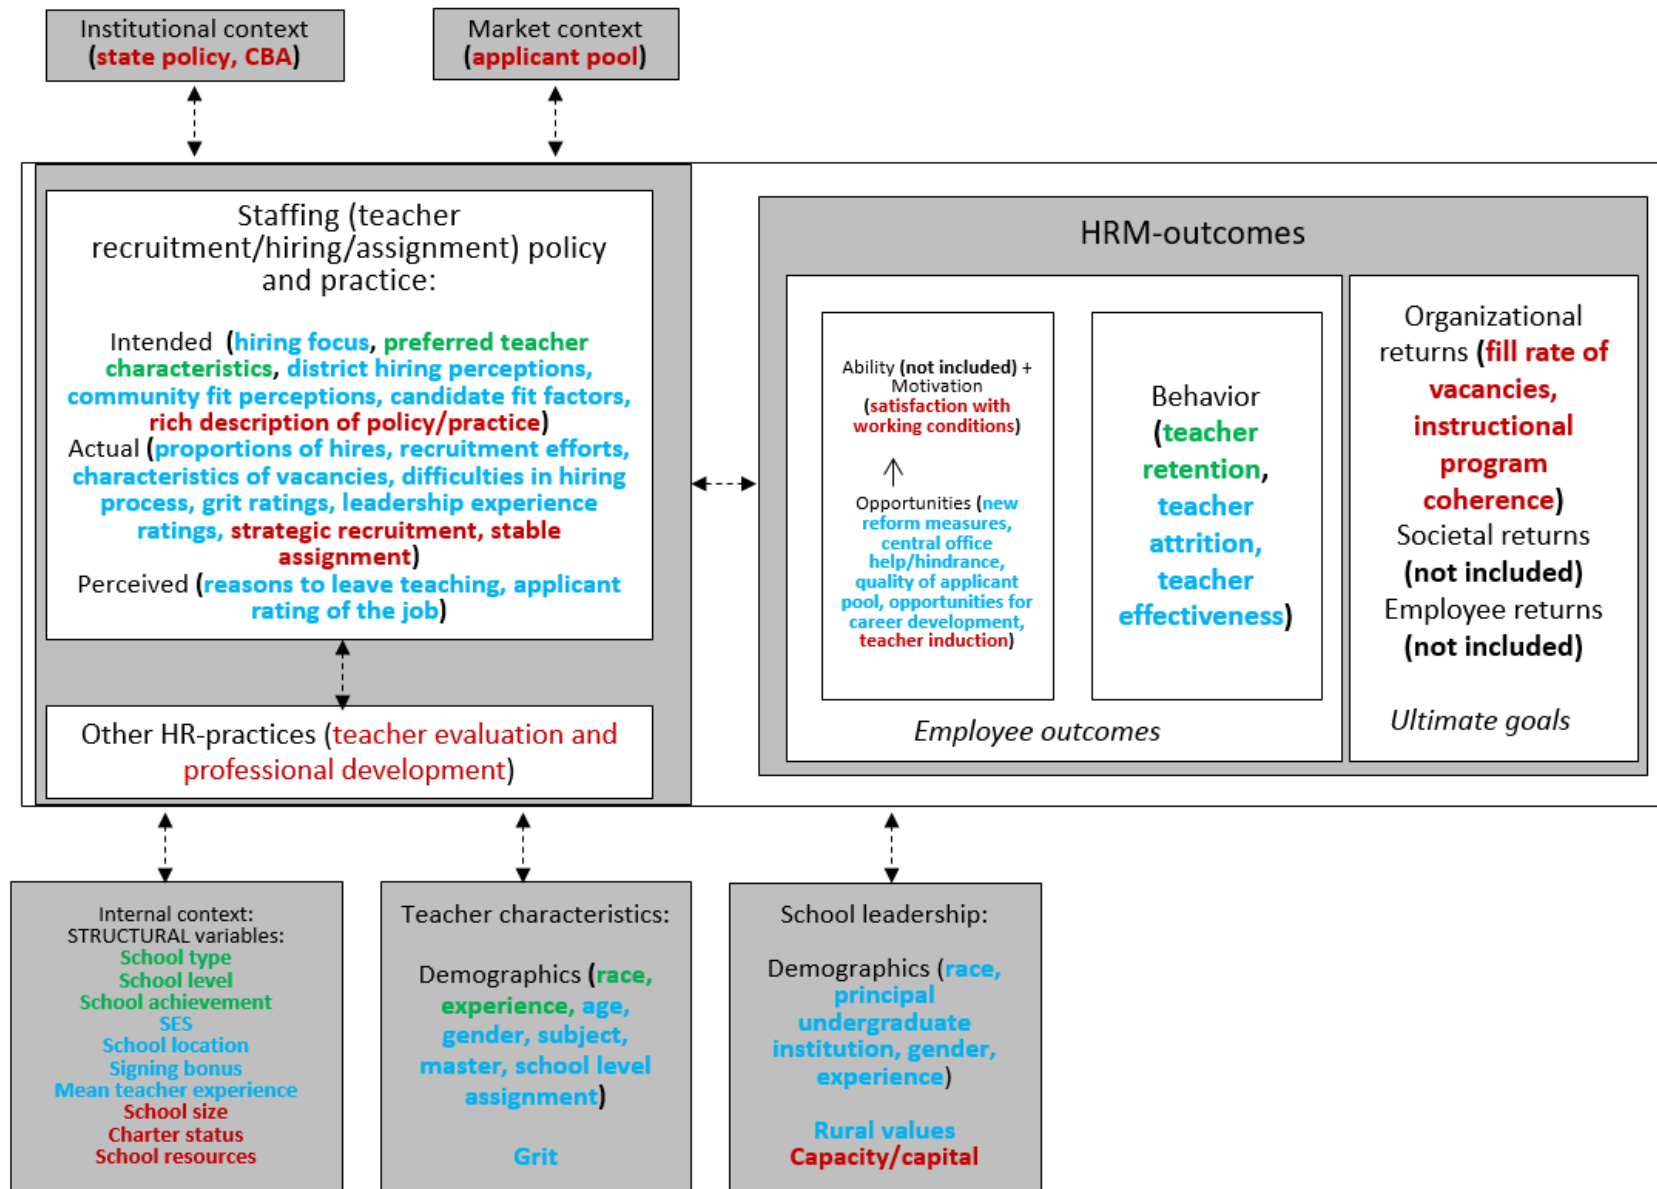 Institutional context
(state policy, CBA)
Market context
(applicant pool)
Staffing (teacher
recruitment/hiring/assignment) policy
and practice:
Intended (hiring focus, preferred teacher
characteristics, district hiring perceptions,
community fit perceptions, candidate fit factors,
rich description of policy/practice)
Actual (proportions of hires, recruitment efforts,
characteristics of vacancies, difficulties in hiring
process, grit ratings, leadership experience
ratings, strategic recruitment, stable
assignment)
Perceived (reasons to leave teaching, applicant
rating of the job)
Other HR-practices (teacher evaluation and
professional development)
HRM-outcomes
Ability (not included) +
Motivation
(satisfaction with
working conditions)
Opportunities (new
reform measures,
central office
help/hindrance,
quality of applicant
pool, opportunities for
career development,
teacher induction)
Behavior
(teacher
retention,
teacher
attrition,
teacher
effectiveness)
Employee outcomes
Organizational
returns (fill rate of
vacancies,
instructional
program
coherence)
Societal returns
(not included)
Employee returns
(not included)
Ultimate goals
Internal context:
STRUCTURAL variables:
School type
School level
School achievement
SES
School location
Signing bonus
Mean teacher experience
School size
Charter status
School resources
Teacher characteristics:
Demographics (race,
experience, age,
gender, subject,
master, school level
assignment)
Grit
School leadership:
Demographics (race,
principal
undergraduate
institution, gender,
experience)
Rural values
Capacity/capital